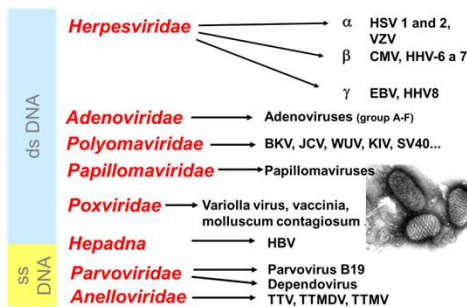 ds DNA
ss
DNA
Herpesviridae
α HSV 1 and 2,
VZV
β CMV, HHV-6 a 7
γ EBV, HHV8
Adenoviridae Adenoviruses (group A-F)
Polyomaviridae BKV, JCV, WUV, KIV, SV40...
Papillomaviridae Papillomaviruses
Poxviridae Variolla virus, vaccinia,
molluscum contagiosum
Hepadna HBV
Parvoviridae Parvovirus B19
Dependovirus
Anelloviridae TTV, TTMDV, TTMV